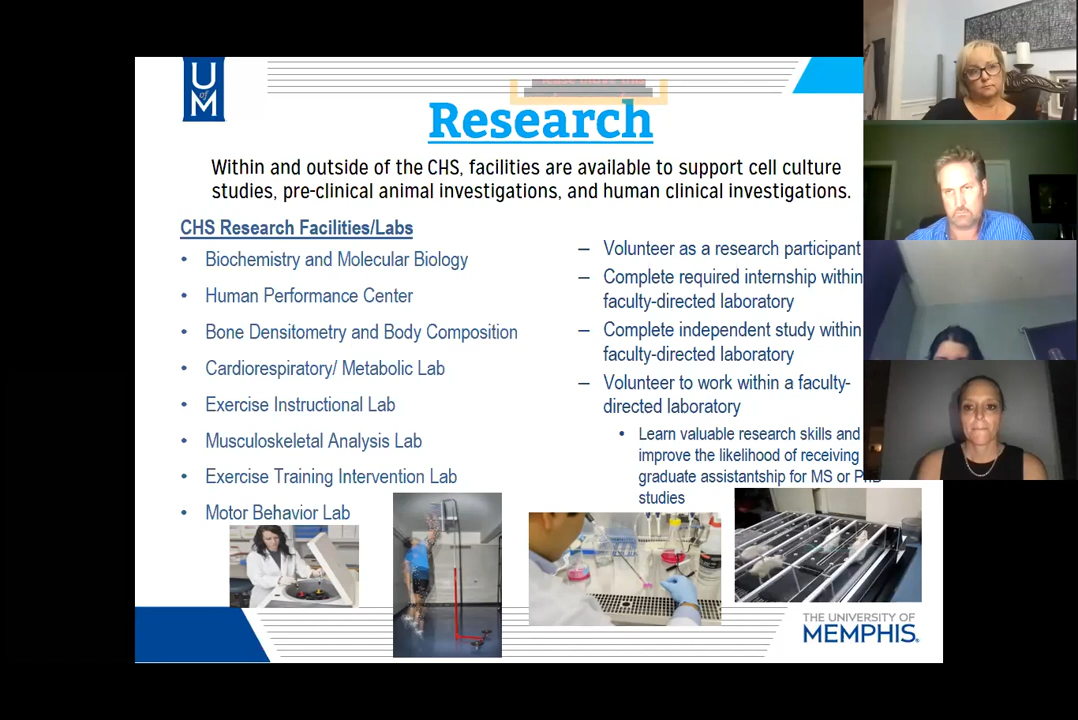 U
of
M
Research
Within and outside of the CHS, facilities are available to support cell culture
studies, pre-clinical animal investigations, and human clinical investigations.
CHS Research Facilities/Labs
• Biochemistry and Molecular Biology
• Human Performance Center
• Bone Densitometry and Body Composition
• Cardiorespiratory/ Metabolic Lab
• Exercise Instructional Lab
• Musculoskeletal Analysis Lab
• Exercise Training Intervention Lab
• Motor Behavior Lab
– Volunteer as a research participant
– Complete required internship within
faculty-directed laboratory
– Complete independent study within
faculty-directed laboratory
– Volunteer to work within a faculty-
directed laboratory
• Learn valuable research skills and
improve the likelihood of receiving
graduate assistantship for MS or PhD
studies
THE UNIVERSITY OF
MEMPHIS.